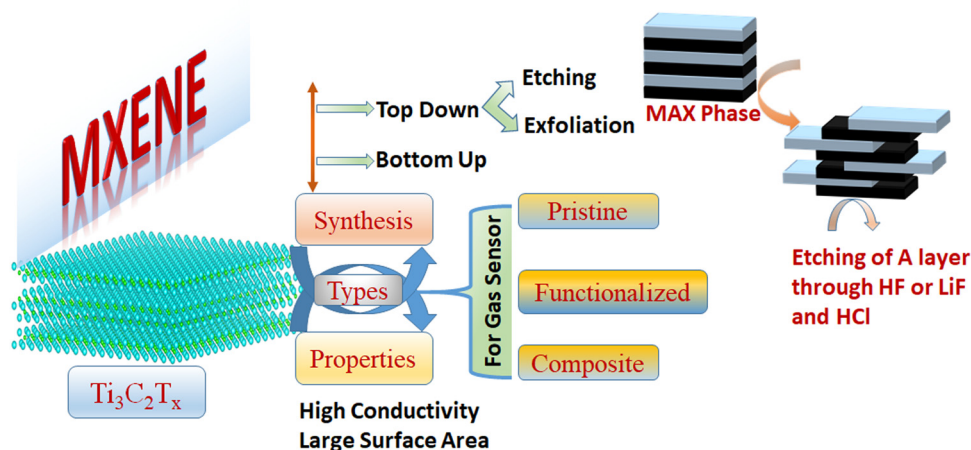 MXENE
Ti₃C₂Tₓ
Top Down
Etching
Exfoliation
Bottom Up
Synthesis
Types
Properties
High Conductivity
Large Surface Area
For Gas Sensor
Pristine
Functionalized
Composite
MAX Phase
Etching of A layer
through HF or LiF
and HCl